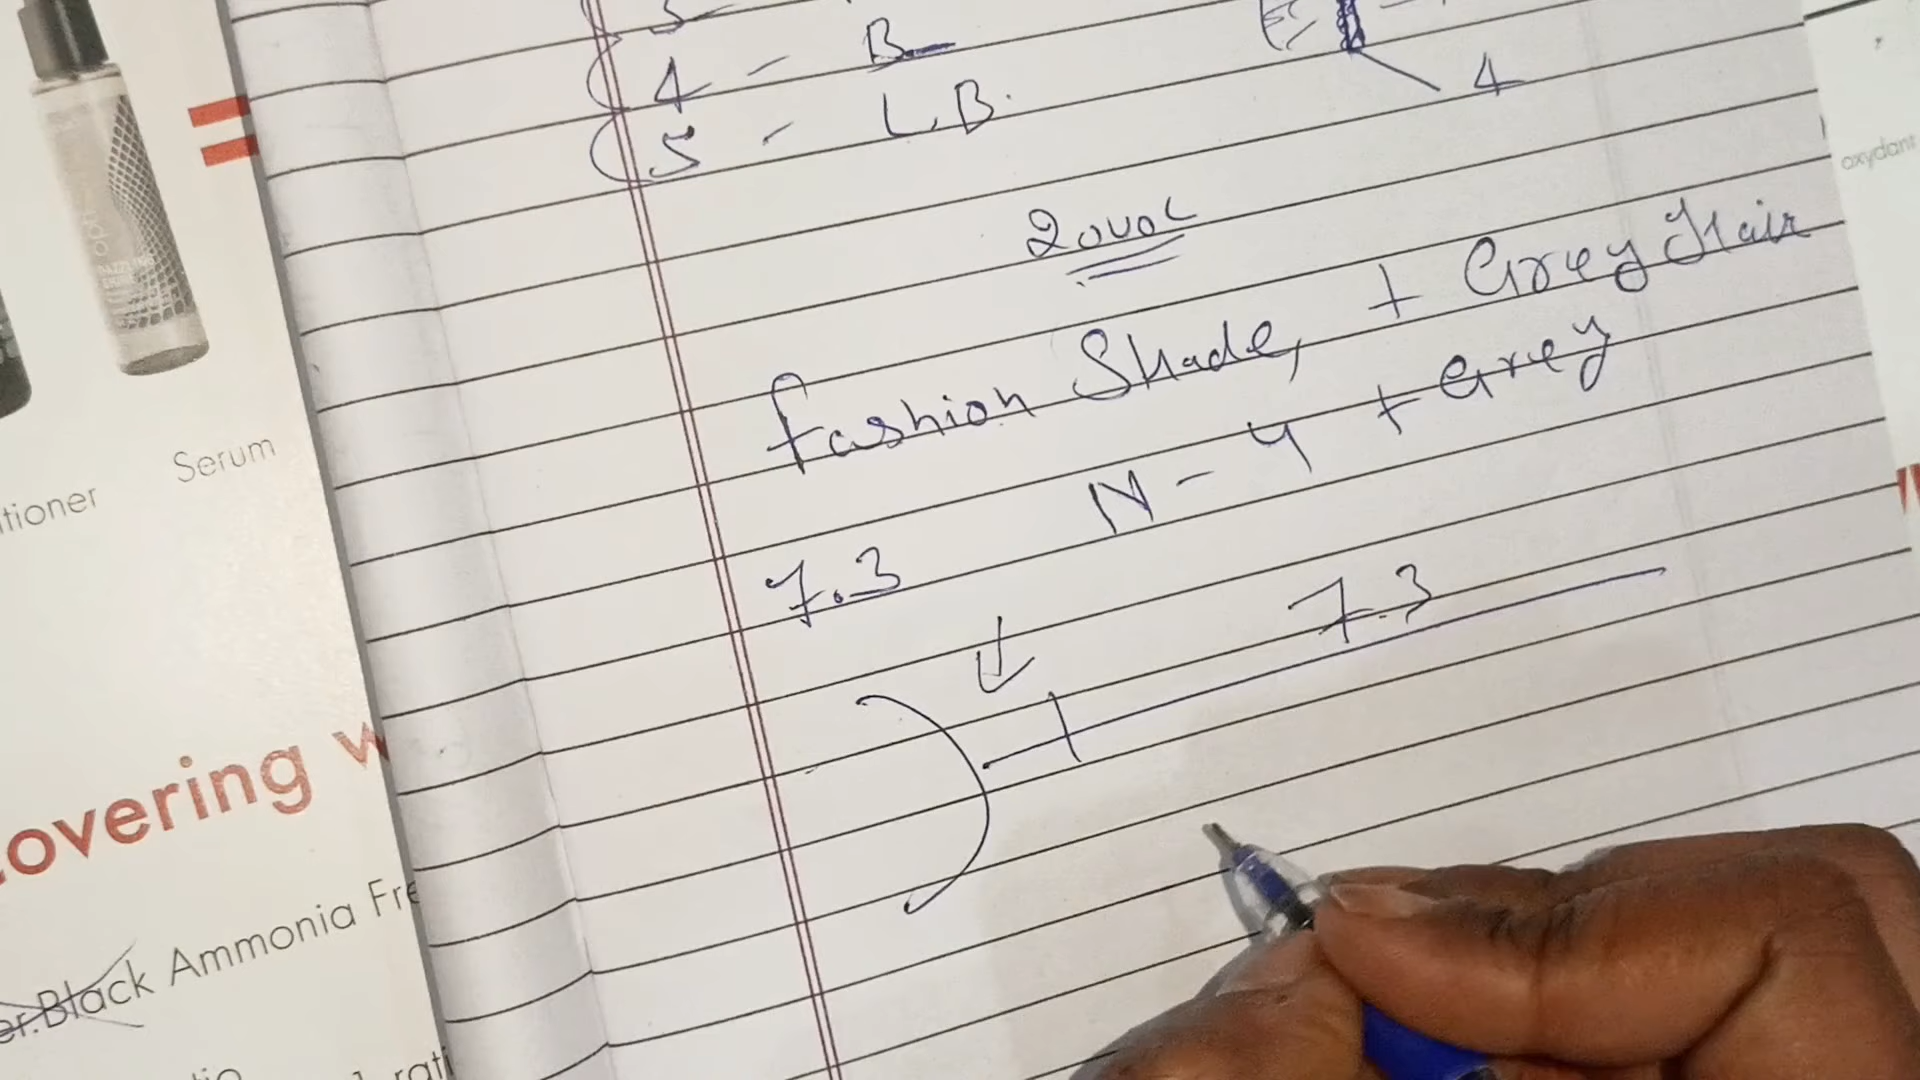 4 - B
5 - L.B.
4
20vol
Fashion Shade, + Grey Hair
N - 4 + Grey
7.3
7.3
oxydant
Serum
tioner
overing w
er.Black Ammonia Fre